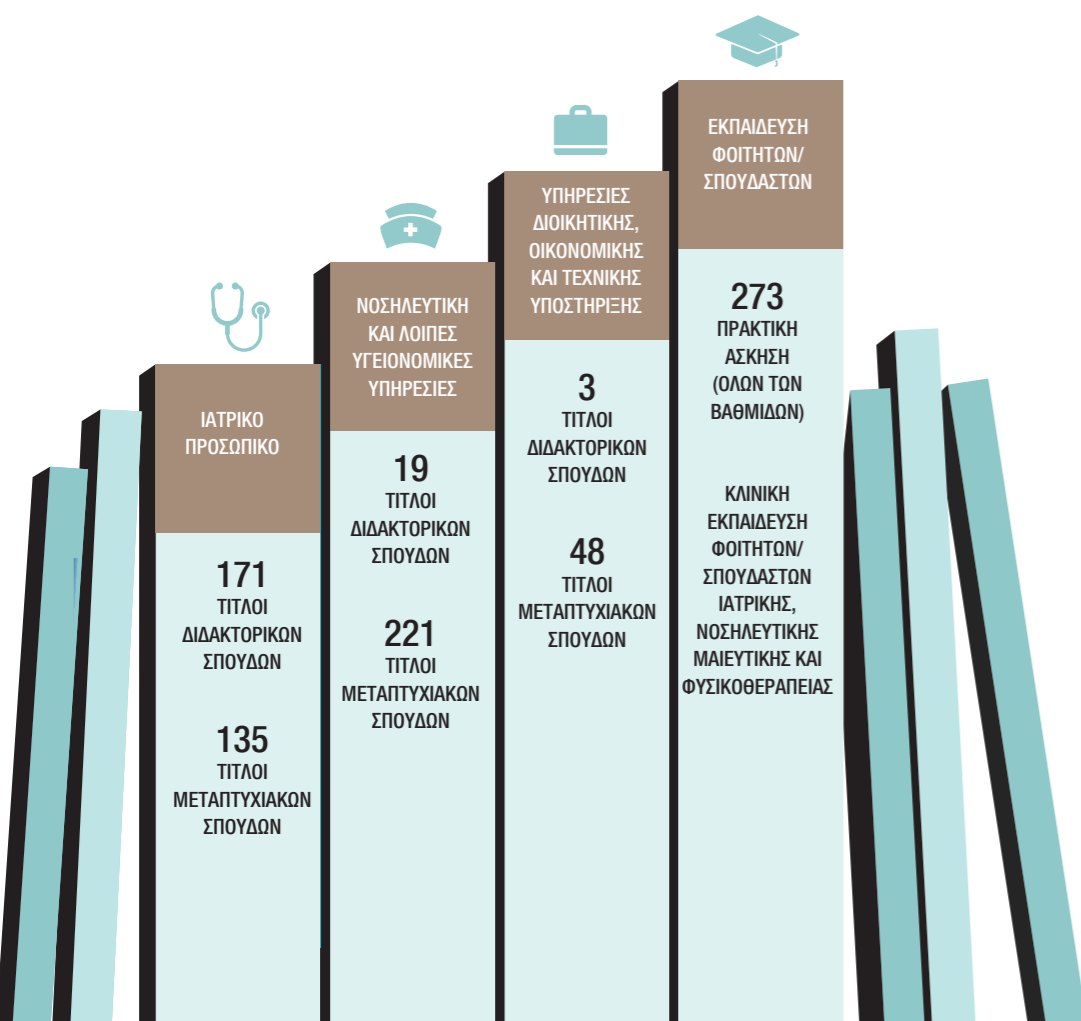 ΙΑΤΡΙΚΟ
ΠΡΟΣΩΠΙΚΟ
171
ΤΙΤΛΟΙ
ΔΙΔΑΚΤΟΡΙΚΩΝ
ΣΠΟΥΔΩΝ
135
ΤΙΤΛΟΙ
ΜΕΤΑΠΤΥΧΙΑΚΩΝ
ΣΠΟΥΔΩΝ
ΝΟΣΗΛΕΥΤΙΚΗ
ΚΑΙ ΛΟΙΠΕΣ
ΥΓΕΙΟΝΟΜΙΚΕΣ
ΥΠΗΡΕΣΙΕΣ
19
ΤΙΤΛΟΙ
ΔΙΔΑΚΤΟΡΙΚΩΝ
ΣΠΟΥΔΩΝ
221
ΤΙΤΛΟΙ
ΜΕΤΑΠΤΥΧΙΑΚΩΝ
ΣΠΟΥΔΩΝ
ΥΠΗΡΕΣΙΕΣ
ΔΙΟΙΚΗΤΙΚΗΣ,
ΟΙΚΟΝΟΜΙΚΗΣ
ΚΑΙ ΤΕΧΝΙΚΗΣ
ΥΠΟΣΤΗΡΙΞΗΣ
3
ΤΙΤΛΟΙ
ΔΙΔΑΚΤΟΡΙΚΩΝ
ΣΠΟΥΔΩΝ
48
ΤΙΤΛΟΙ
ΜΕΤΑΠΤΥΧΙΑΚΩΝ
ΣΠΟΥΔΩΝ
ΕΚΠΑΙΔΕΥΣΗ
ΦΟΙΤΗΤΩΝ/
ΣΠΟΥΔΑΣΤΩΝ
273
ΠΡΑΚΤΙΚΗ
ΑΣΚΗΣΗ
(ΟΛΩΝ ΤΩΝ
ΒΑΘΜΙΔΩΝ)
ΚΛΙΝΙΚΗ
ΕΚΠΑΙΔΕΥΣΗ
ΦΟΙΤΗΤΩΝ/
ΣΠΟΥΔΑΣΤΩΝ
ΙΑΤΡΙΚΗΣ,
ΝΟΣΗΛΕΥΤΙΚΗΣ
ΜΑΙΕΥΤΙΚΗΣ ΚΑΙ
ΦΥΣΙΚΟΘΕΡΑΠΕΙΑΣ